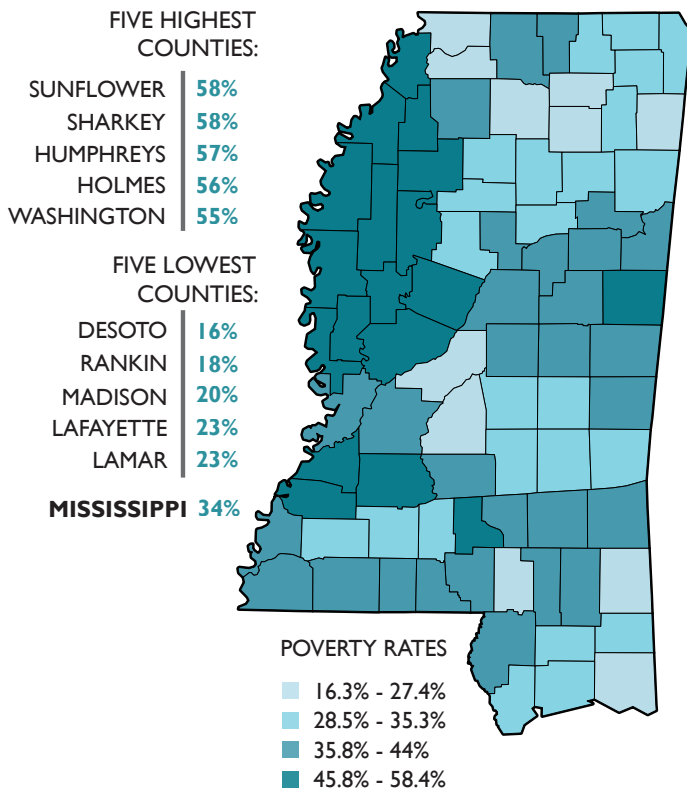 FIVE HIGHEST
COUNTIES:
SUNFLOWER 58%
SHARKEY 58%
HUMPHREYS 57%
HOLMES 56%
WASHINGTON 55%
FIVE LOWEST
COUNTIES:
DESOTO 16%
RANKIN 18%
MADISON 20%
LAFAYETTE 23%
LAMAR 23%
MISSISSIPPI 34%
POVERTY RATES
16.3% - 27.4%
28.5% - 35.3%
35.8% - 44%
45.8% - 58.4%